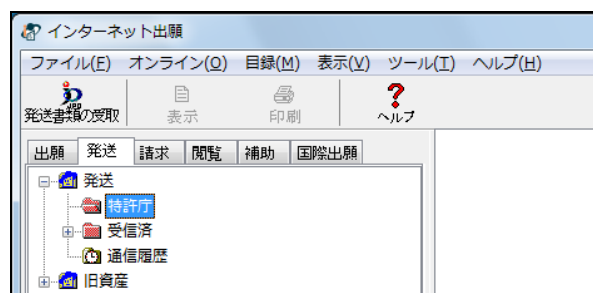 インターネット出願
ファイル(F) オンライン(O) 目録(M) 表示(V) ツール(T) ヘルプ(H)
発送書類の受取 表示 印刷 ヘルプ
出願 発送 請求 閲覧 補助 国際出願
発送
特許庁
受信済
通信履歴
旧資産